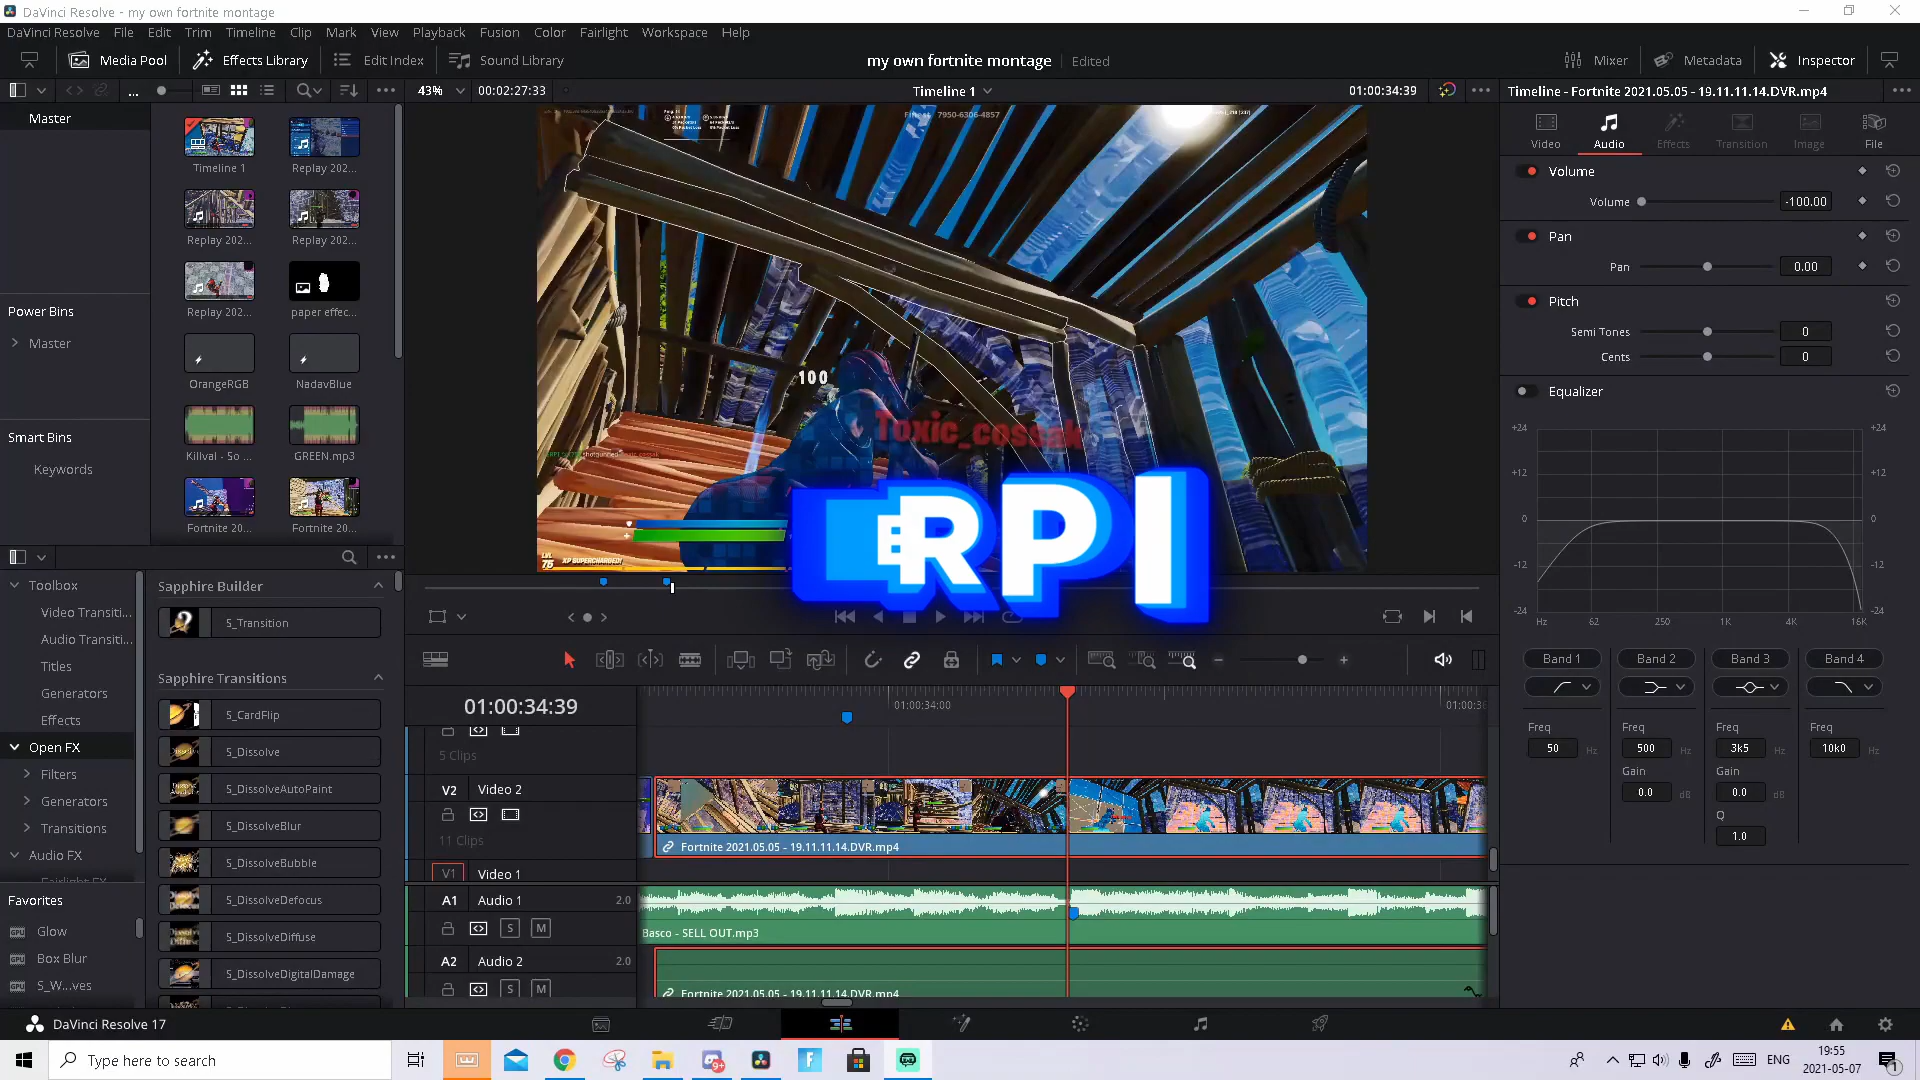 DaVinci Resolve - my own fortnite montage
DaVinci Resolve File Edit Trim Timeline Clip Mark View Playback Fusion Color Fairlight Workspace Help
Media Pool Effects Library Edit Index Sound Library my own fortnite montage Edited Mixer Metadata Inspector
... 43% 00:02:27:33 Timeline 1 01:00:34:39 Timeline - Fortnite 2021.05.05 - 19.11.11.14.DVR.mp4
Master
Timeline 1 Replay 202...
Replay 202... Replay 202...
Replay 202... paper effec...
OrangeRGB NadavBlue
Killval - So ... GREEN.mp3
Fortnite 20... Fortnite 20...
Power Bins
Master
Smart Bins
Keywords
7950-6306-4857
100
Toxic_cossak
LVL
75 XP SUPERCHARGED!
ERPI
Video Audio Effects Transition Image File
Volume
Volume -100.00
Pan
Pan 0.00
Pitch
Semi Tones 0
Cents 0
Equalizer
+24 +24
+12 +12
0 0
-12 -12
-24 -24
Hz 62 250 1K 4K 16K
Band 1 Band 2 Band 3 Band 4
Freq Freq Freq Freq
50 Hz 500 Hz 3k5 Hz 10k0 Hz
Gain Gain
0.0 dB 0.0 dB
Q
1.0
Toolbox
Video Transiti...
Audio Transiti...
Titles
Generators
Effects
Open FX
Filters
Generators
Transitions
Audio FX
Fairlight FX
Favorites
Glow
Box Blur
S_W...ves
Sapphire Builder
S_Transition
Sapphire Transitions
S_CardFlip
S_Dissolve
S_DissolveAutoPaint
S_DissolveBlur
S_DissolveBubble
S_DissolveDefocus
S_DissolveDiffuse
S_DissolveDigitalDamage
01:00:34:39 01:00:34:00 01:00:36
5 Clips
V2 Video 2
11 Clips
Fortnite 2021.05.05 - 19.11.11.14.DVR.mp4
V1 Video 1
A1 Audio 1 2.0
S M
Basco - SELL OUT.mp3
A2 Audio 2 2.0
S M
Fortnite 2021.05.05 - 19.11.11.14.DVR.mp4
DaVinci Resolve 17
Type here to search
9+
ENG
19:55
2021-05-07
1